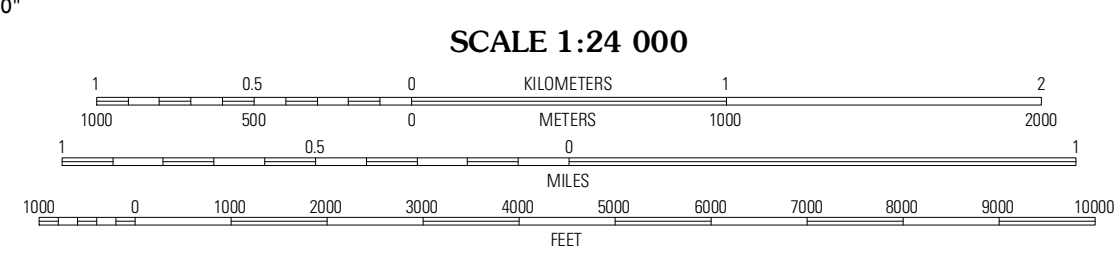 0"
SCALE 1:24 000
1 0.5 0 KILOMETERS 1 2
1000 500 0 METERS 1000 2000
1 0.5 0 1
MILES
1000 0 1000 2000 3000 4000 5000 6000 7000 8000 9000 10000
FEET